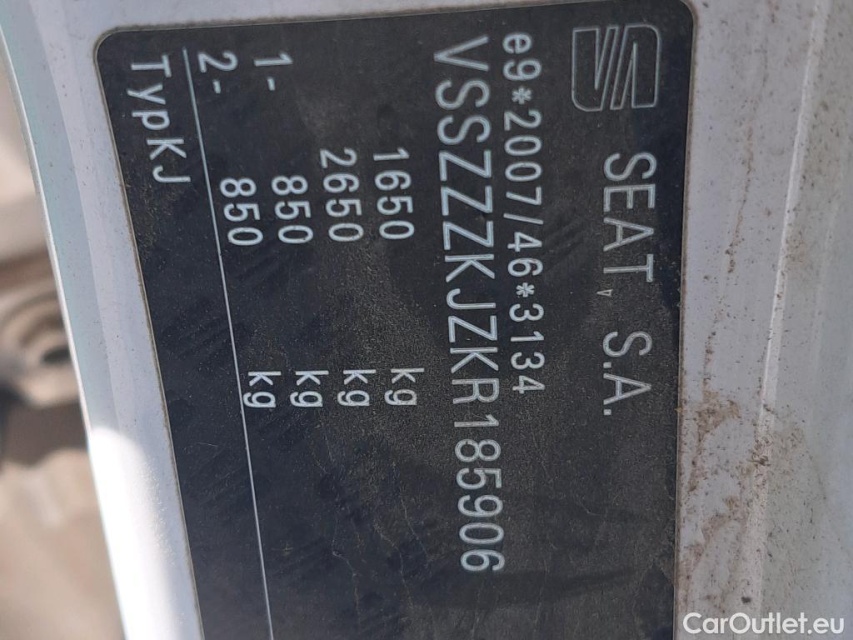 SEAT, S.A.
e9*2007/46*3134
VSSZZZKJZKR185906
1650 kg
2650 kg
1- 850 kg
2- 850 kg
TypKJ
CarOutlet.eu